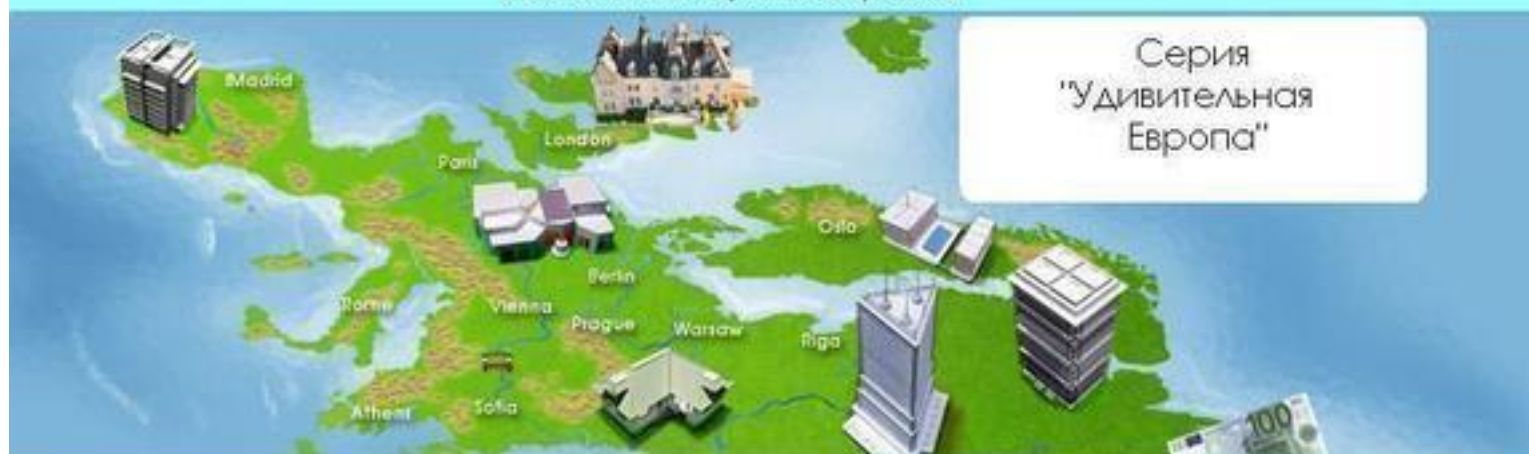 Серия
"Удивительная
Европа"
Madrid
London
Paris
Oslo
Berlin
Rome
Vienna
Prague
Warsaw
Riga
Athens
Sofia
100